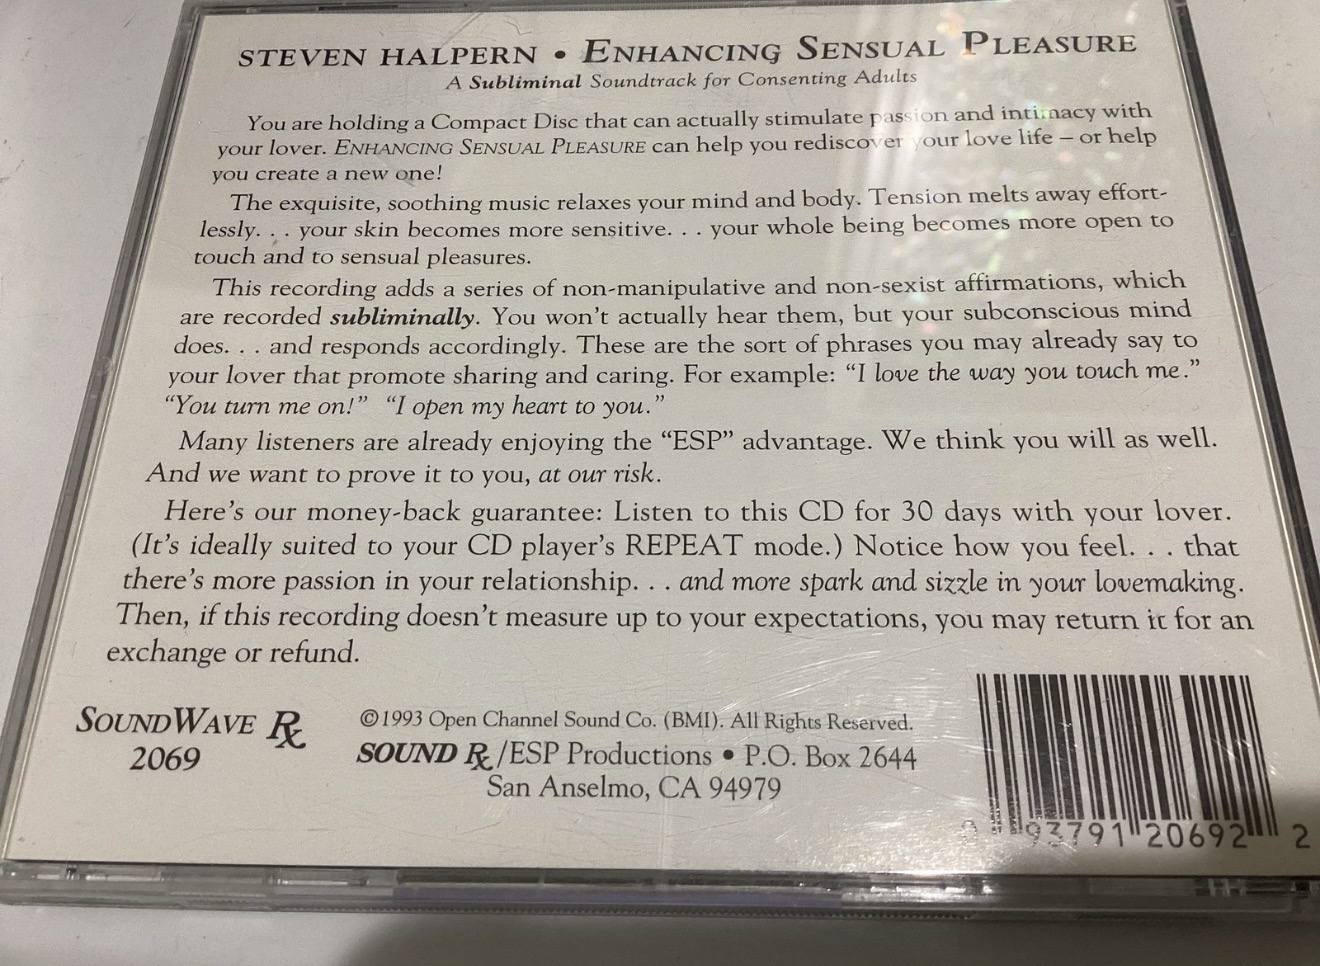 STEVEN HALPERN • ENHANCING SENSUAL PLEASURE
A Subliminal Soundtrack for Consenting Adults
You are holding a Compact Disc that can actually stimulate passion and intimacy with
your lover. ENHANCING SENSUAL PLEASURE can help you rediscover your love life – or help
you create a new one!
The exquisite, soothing music relaxes your mind and body. Tension melts away effort-
lessly. . . your skin becomes more sensitive. . . your whole being becomes more open to
touch and to sensual pleasures.
This recording adds a series of non-manipulative and non-sexist affirmations, which
are recorded subliminally. You won't actually hear them, but your subconscious mind
does. . . and responds accordingly. These are the sort of phrases you may already say to
your lover that promote sharing and caring. For example: “I love the way you touch me.”
“You turn me on!” “I open my heart to you.”
Many listeners are already enjoying the “ESP” advantage. We think you will as well.
And we want to prove it to you, at our risk.
Here's our money-back guarantee: Listen to this CD for 30 days with your lover.
(It's ideally suited to your CD player's REPEAT mode.) Notice how you feel. . . that
there's more passion in your relationship. . . and more spark and sizzle in your lovemaking.
Then, if this recording doesn't measure up to your expectations, you may return it for an
exchange or refund.
SOUNDWAVE Rx
2069
©1993 Open Channel Sound Co. (BMI). All Rights Reserved.
SOUND Rx/ESP Productions • P.O. Box 2644
San Anselmo, CA 94979
0 93791 20692 2